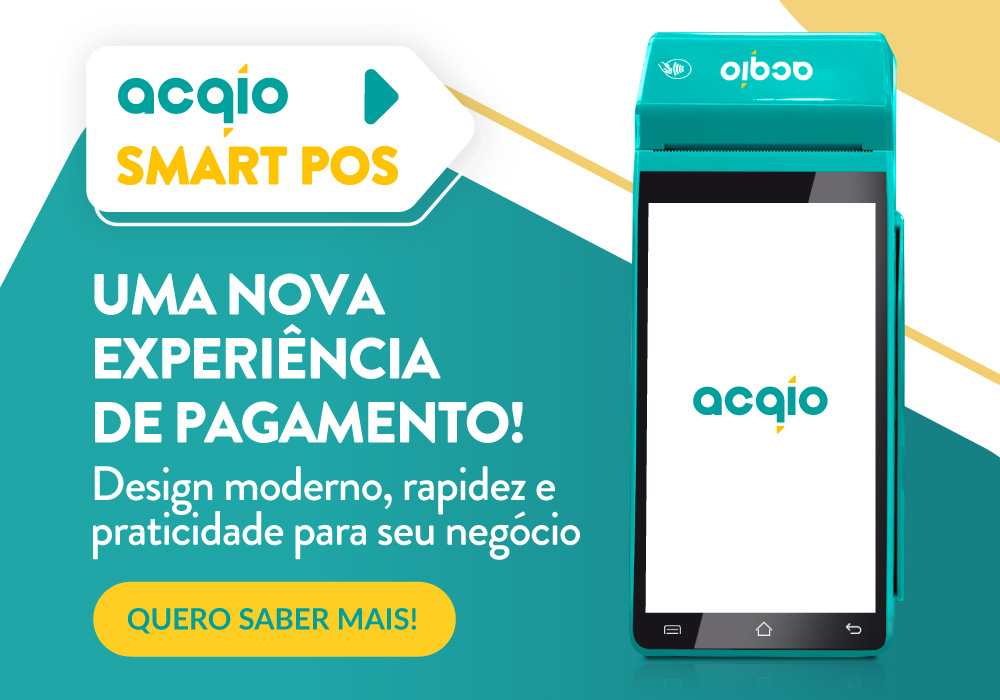 acqio
SMART POS
UMA NOVA
EXPERIÊNCIA
DE PAGAMENTO!
Design moderno, rapidez e
praticidade para seu negócio
QUERO SABER MAIS!
acqio
acqio